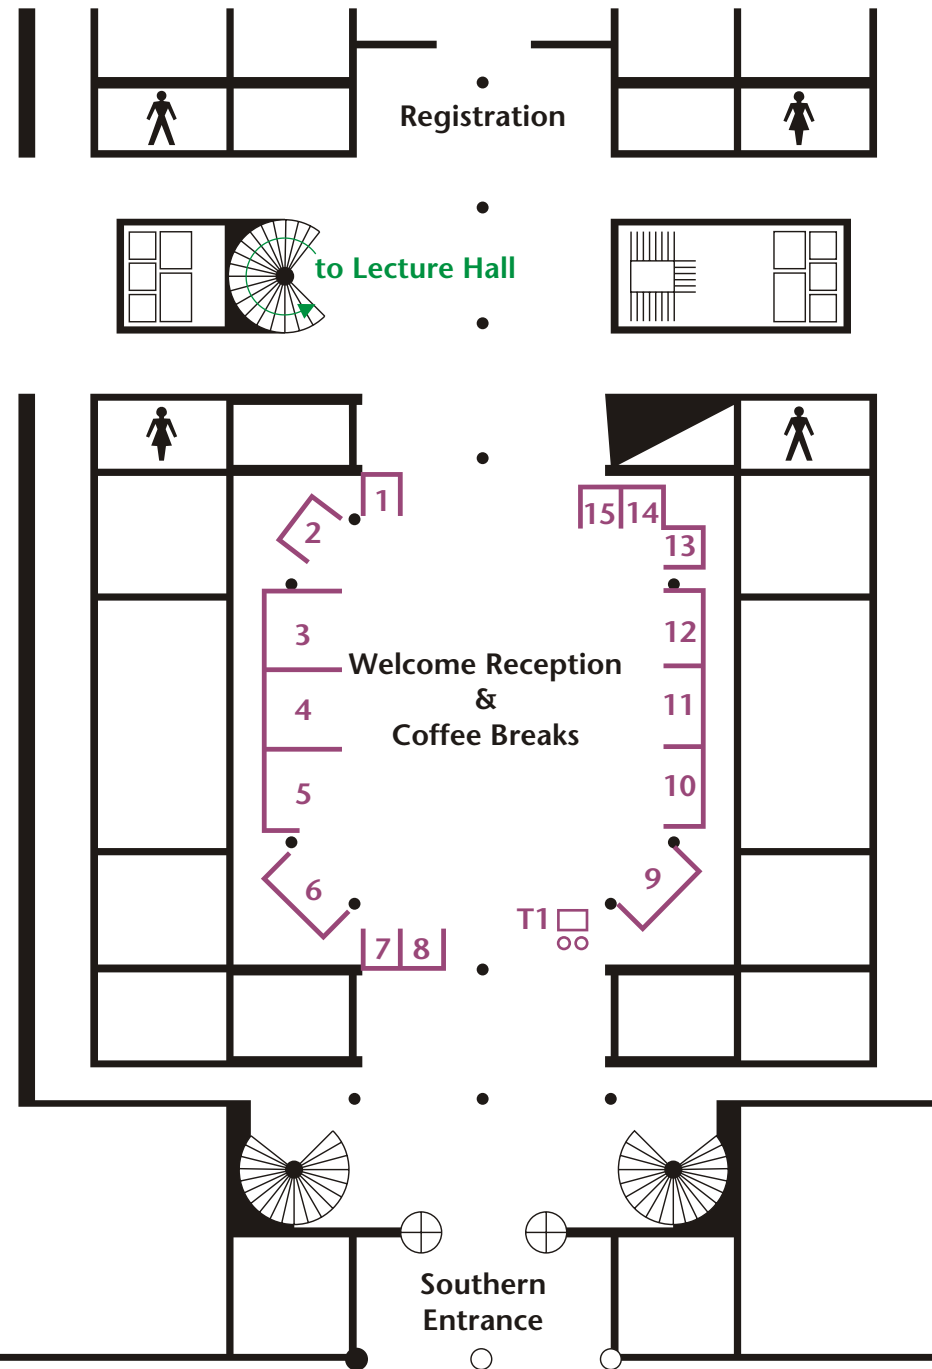 Registration
to Lecture Hall
1
2
15
14
13
3
12
Welcome Reception
&
Coffee Breaks
4
11
5
10
6
9
T1
7
8
Southern
Entrance